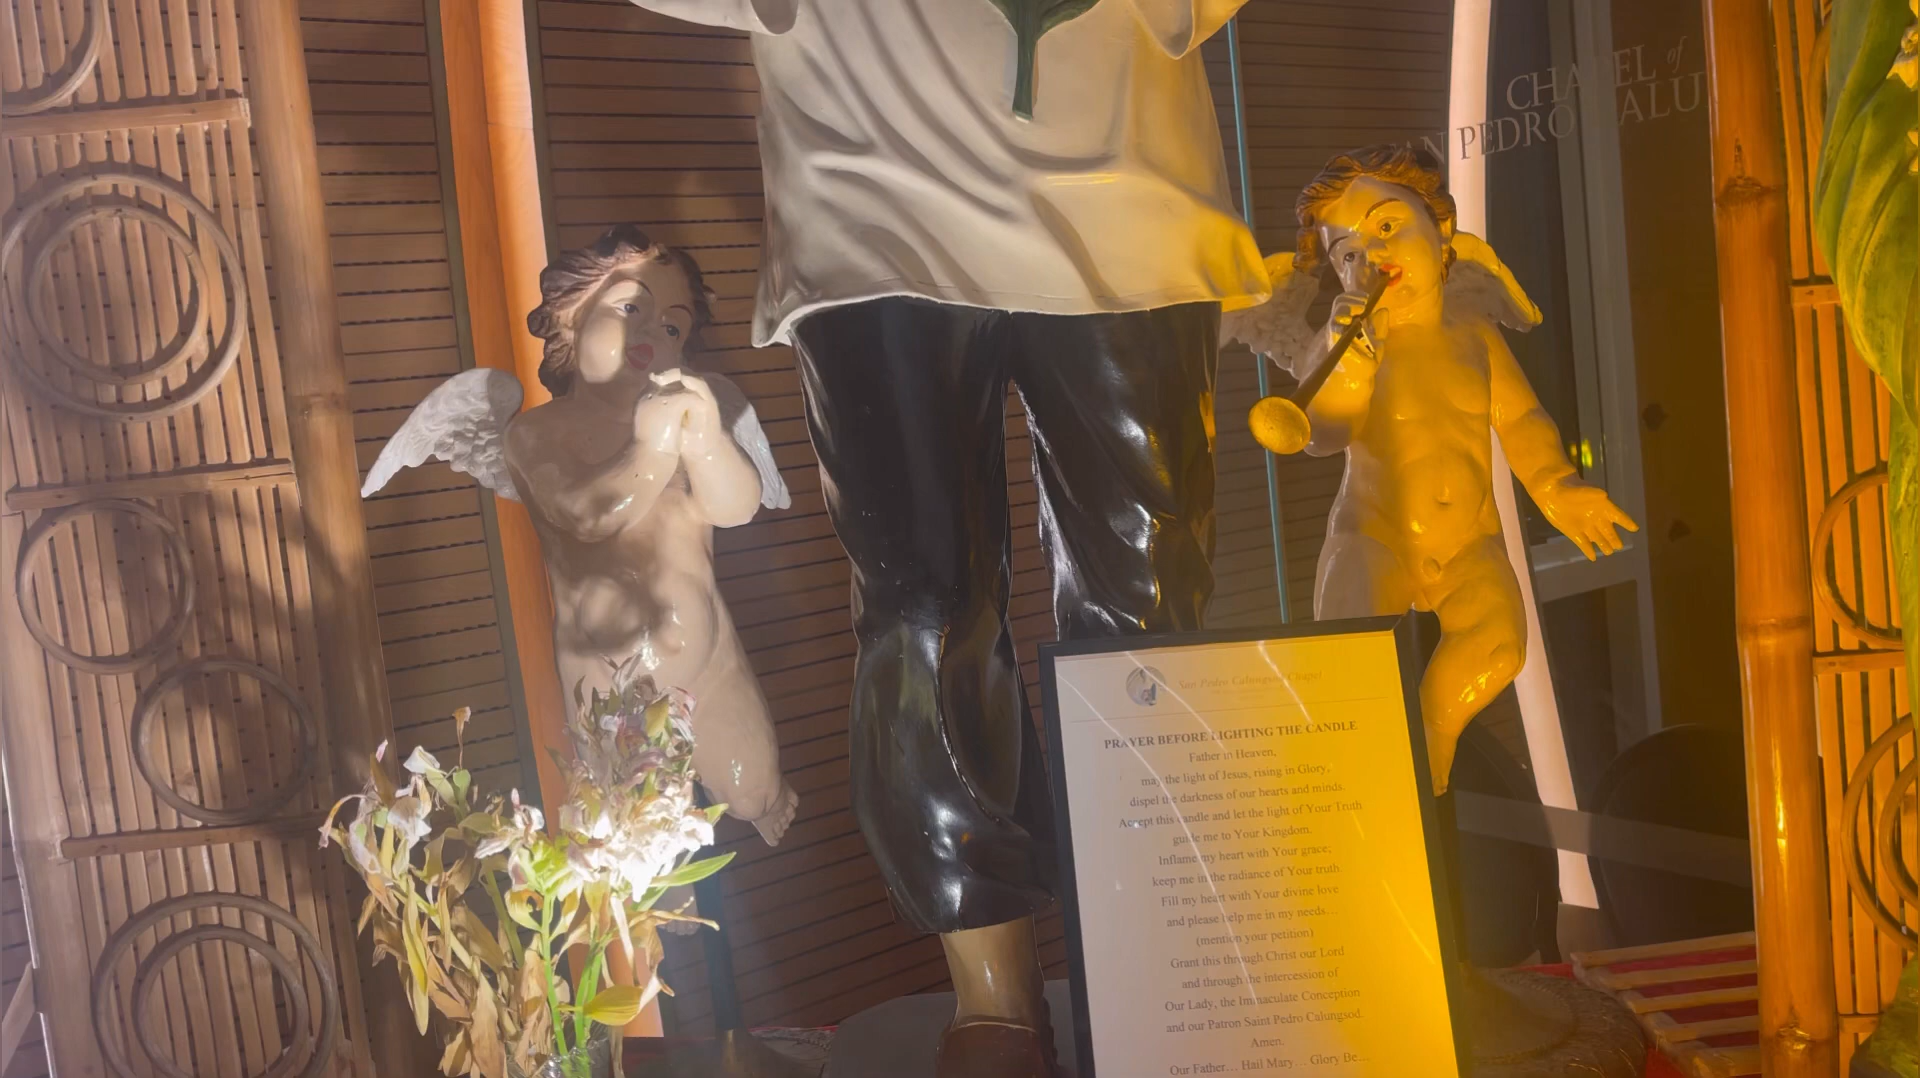 CHAPEL of
SAN PEDRO CALU
San Pedro Calungsod Chapel
PRAYER BEFORE LIGHTING THE CANDLE
Father in Heaven,
may the light of Jesus, rising in Glory,
dispel the darkness of our hearts and minds.
Accept this candle and let the light of Your Truth
guide me to Your Kingdom.
Inflame my heart with Your grace;
keep me in the radiance of Your truth.
Fill my heart with Your divine love
and please help me in my needs…
(mention your petition)
Grant this through Christ our Lord
and through the intercession of
Our Lady, the Immaculate Conception
and our Patron Saint Pedro Calungsod.
Amen.
Our Father… Hail Mary… Glory Be…